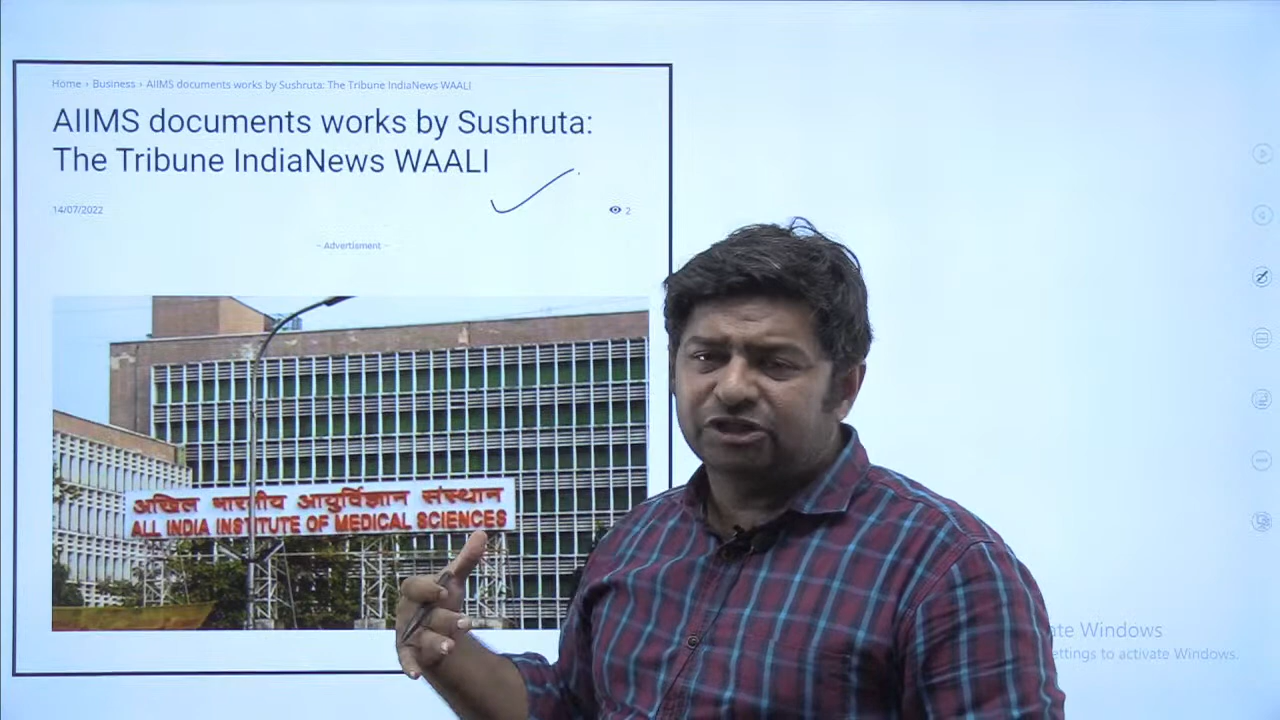 Home › Business › AIIMS documents works by Sushruta: The Tribune IndiaNews WAALI
AIIMS documents works by Sushruta:
The Tribune IndiaNews WAALI
14/07/2022
2
- Advertisment -
अखिल भारतीय आयुर्विज्ञान संस्थान
ALL INDIA INSTITUTE OF MEDICAL SCIENCES
ate Windows
ettings to activate Windows.